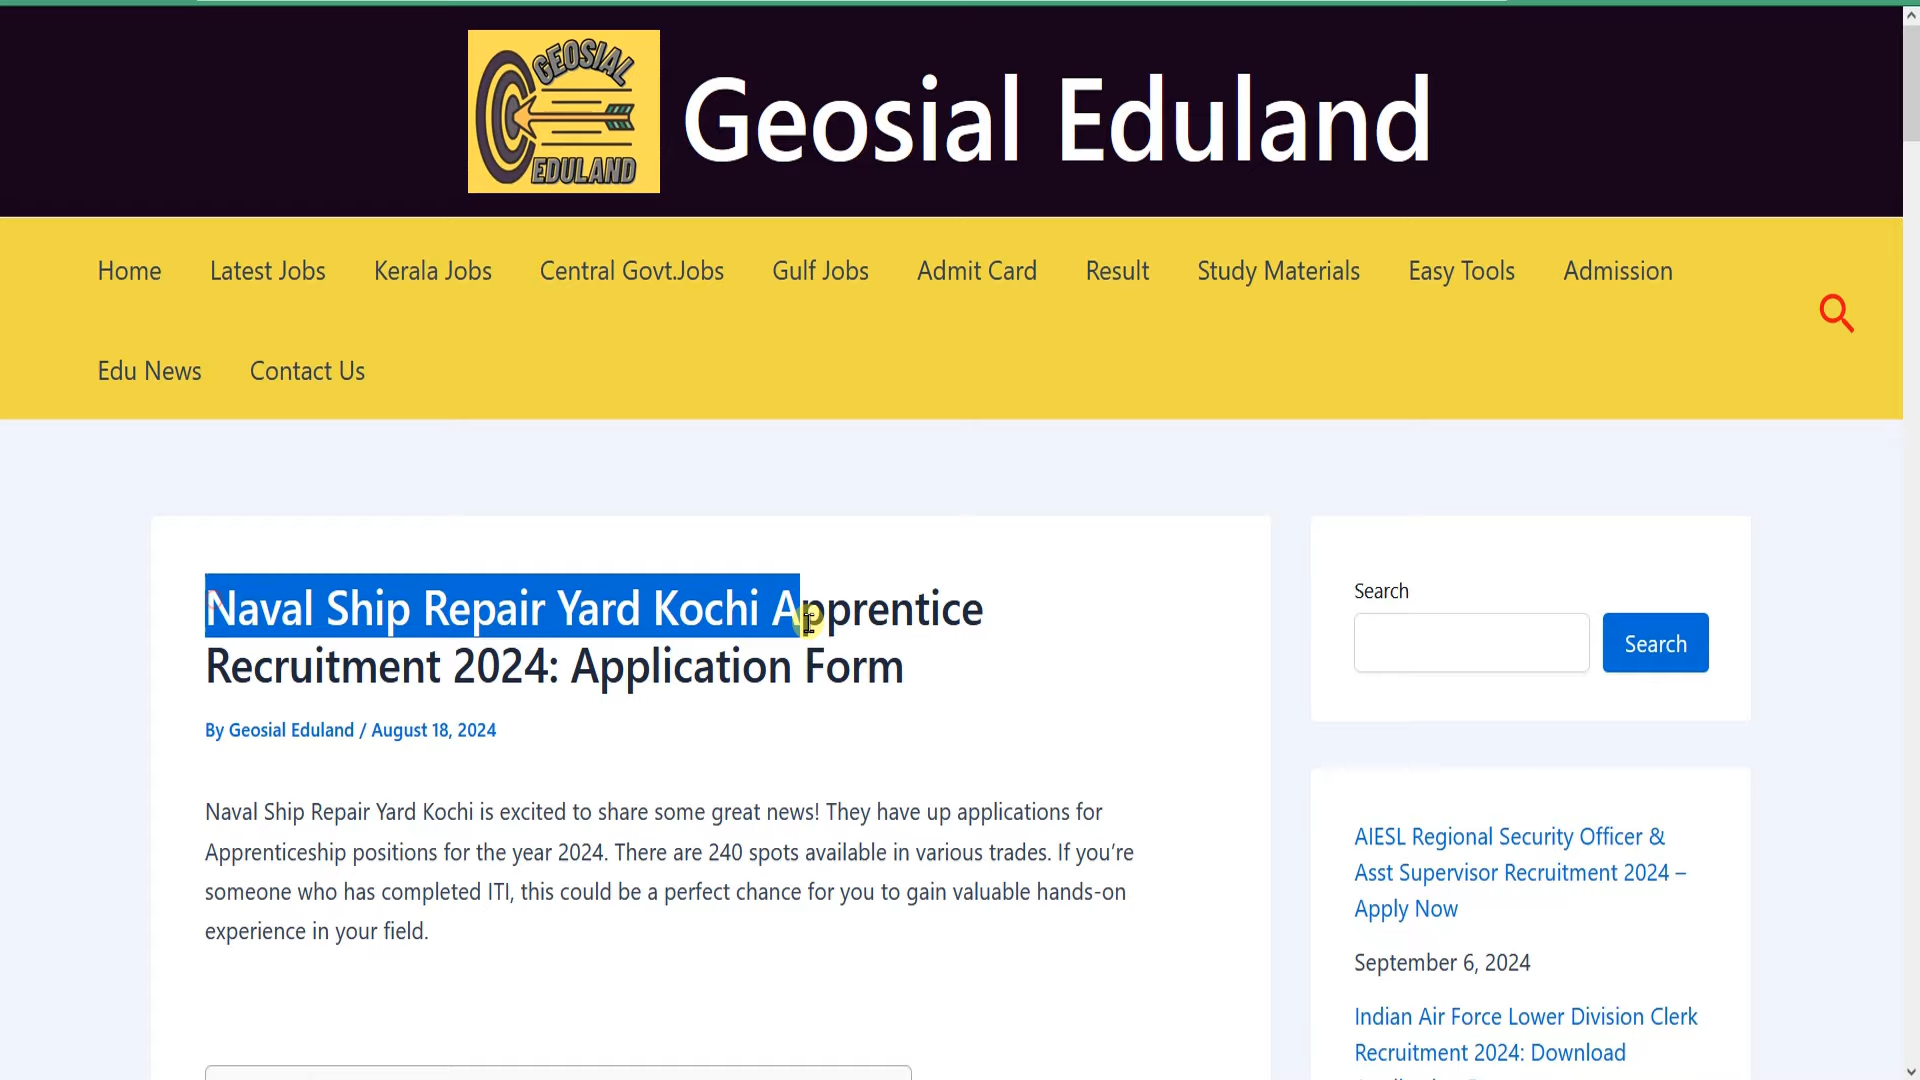 GEOSIAL
EDULAND
Geosial Eduland
Home Latest Jobs Kerala Jobs Central Govt.Jobs Gulf Jobs Admit Card Result Study Materials Easy Tools Admission
Edu News Contact Us
Naval Ship Repair Yard Kochi Apprentice
Recruitment 2024: Application Form
By Geosial Eduland / August 18, 2024
Naval Ship Repair Yard Kochi is excited to share some great news! They have up applications for
Apprenticeship positions for the year 2024. There are 240 spots available in various trades. If you’re
someone who has completed ITI, this could be a perfect chance for you to gain valuable hands-on
experience in your field.
Search
Search
AIESL Regional Security Officer &
Asst Supervisor Recruitment 2024 –
Apply Now
September 6, 2024
Indian Air Force Lower Division Clerk
Recruitment 2024: Download